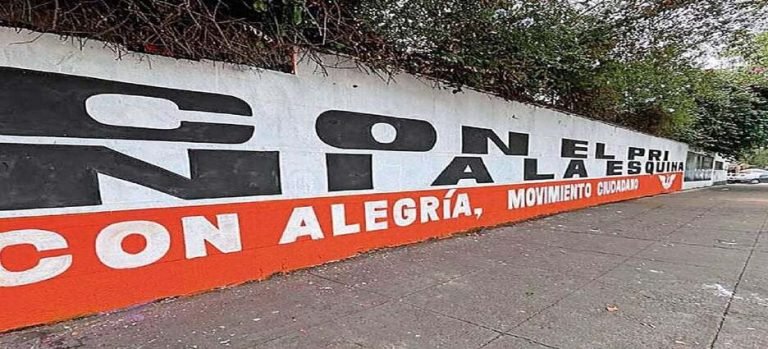 CON EL PRI
NI A LA ESQUINA
CON ALEGRÍA, MOVIMIENTO CIUDADANO